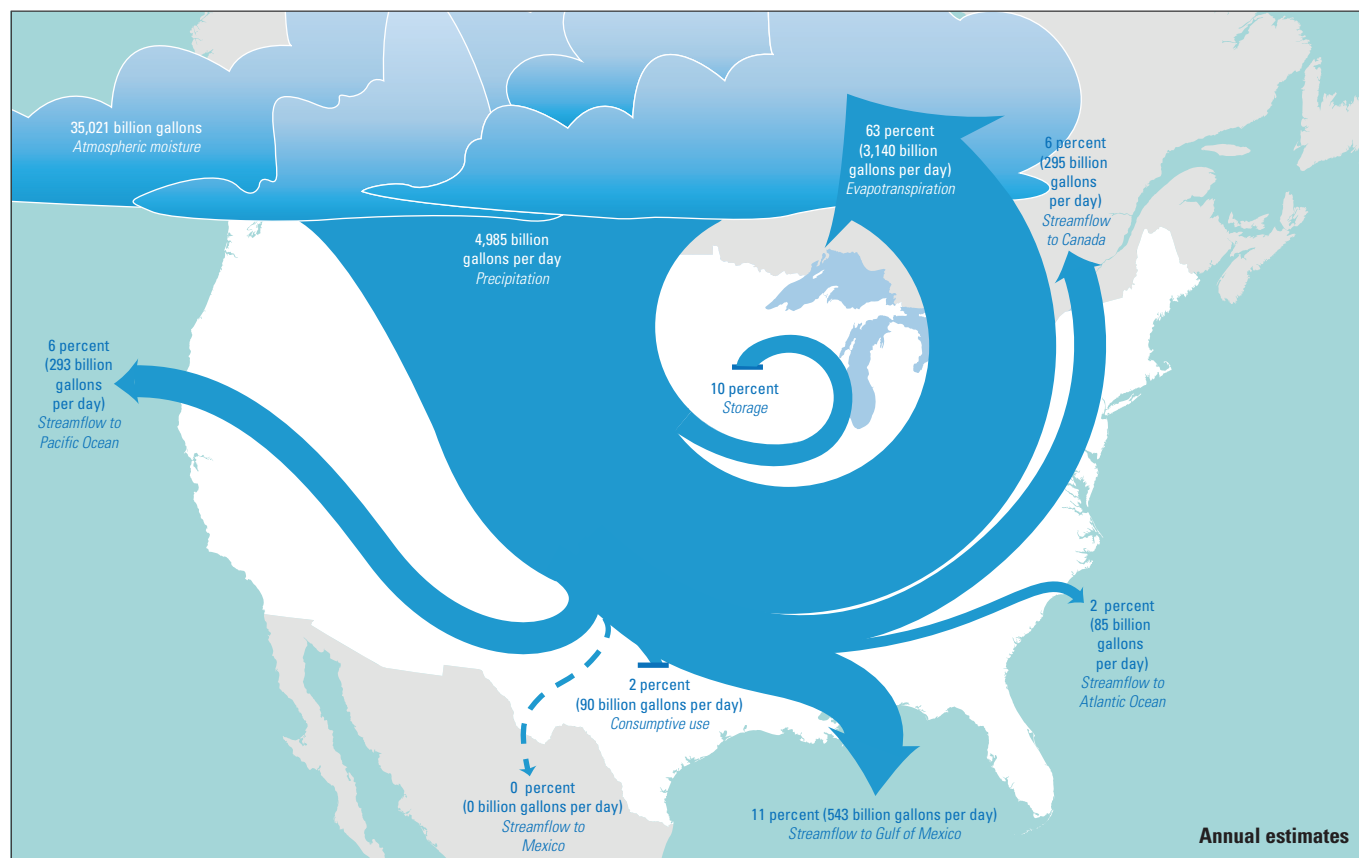 35,021 billion gallons
Atmospheric moisture
63 percent
(3,140 billion
gallons per day)
Evapotranspiration
6 percent
(295 billion
gallons
per day)
Streamflow
to Canada
4,985 billion
gallons per day
Precipitation
6 percent
(293 billion
gallons
per day)
Streamflow to
Pacific Ocean
10 percent
Storage
2 percent
(85 billion
gallons
per day)
Streamflow to
Atlantic Ocean
2 percent
(90 billion gallons per day)
Consumptive use
0 percent
(0 billion gallons per day)
Streamflow to
Mexico
11 percent (543 billion gallons per day)
Streamflow to Gulf of Mexico
Annual estimates